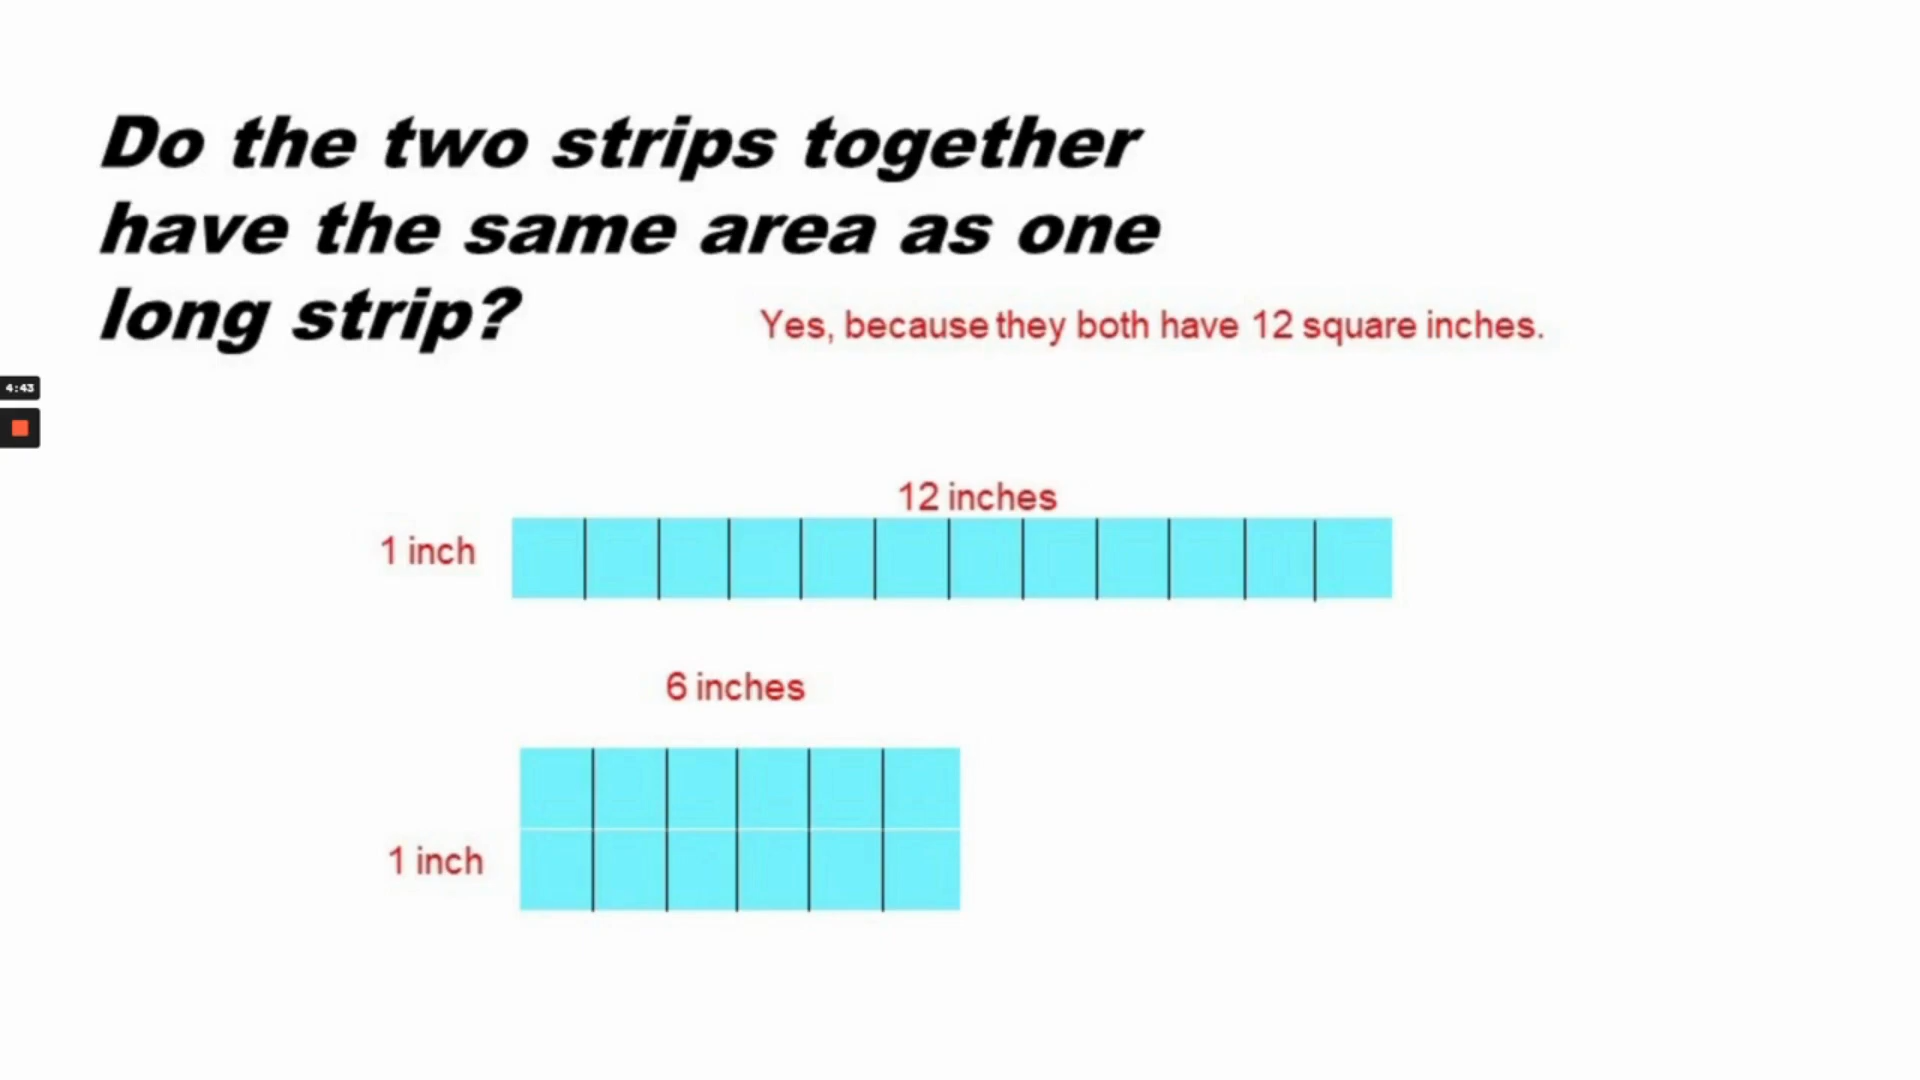 Do the two strips together
have the same area as one
long strip?
Yes, because they both have 12 square inches.
4:43
12 inches
1 inch
6 inches
1 inch